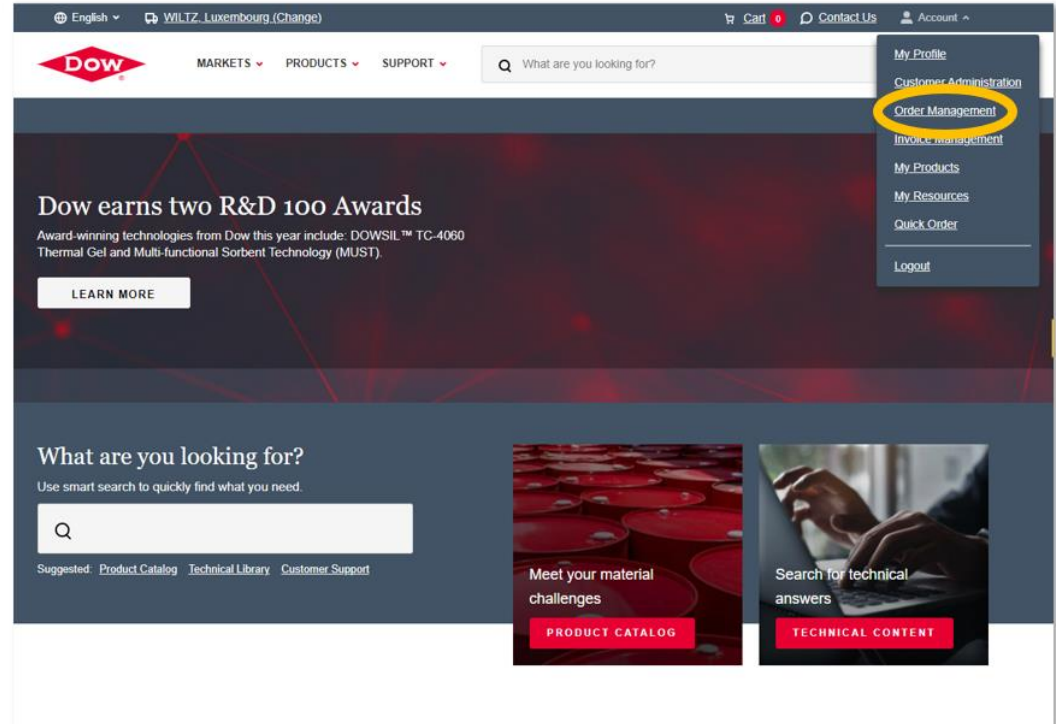 English
WILTZ, Luxembourg (Change)
Cart 0
Contact Us
Account
DOW
MARKETS
PRODUCTS
SUPPORT
What are you looking for?
My Profile
Customer Administration
Order Management
Invoice Management
My Products
My Resources
Quick Order
Logout
Dow earns two R&D 100 Awards
Award-winning technologies from Dow this year include: DOWSIL™ TC-4060
Thermal Gel and Multi-functional Sorbent Technology (MUST).
LEARN MORE
What are you looking for?
Use smart search to quickly find what you need.
Suggested: Product Catalog Technical Library Customer Support
Meet your material
challenges
PRODUCT CATALOG
Search for technical
answers
TECHNICAL CONTENT